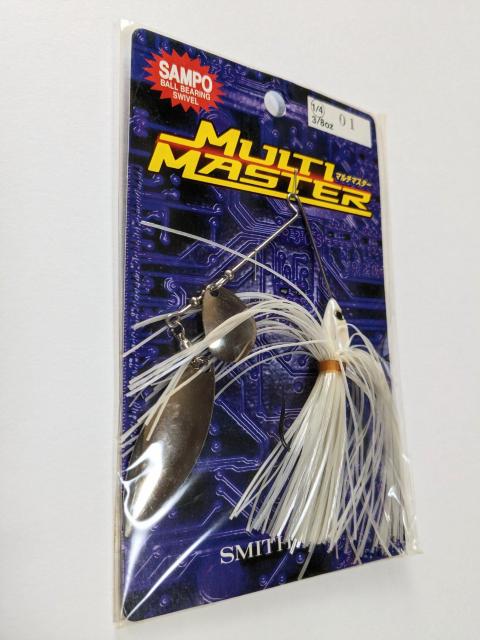 SAMPO
BALL BEARING
SWIVEL
1/4
3/8oz
01
MULTI
マルチマスター
MASTER
SMITH